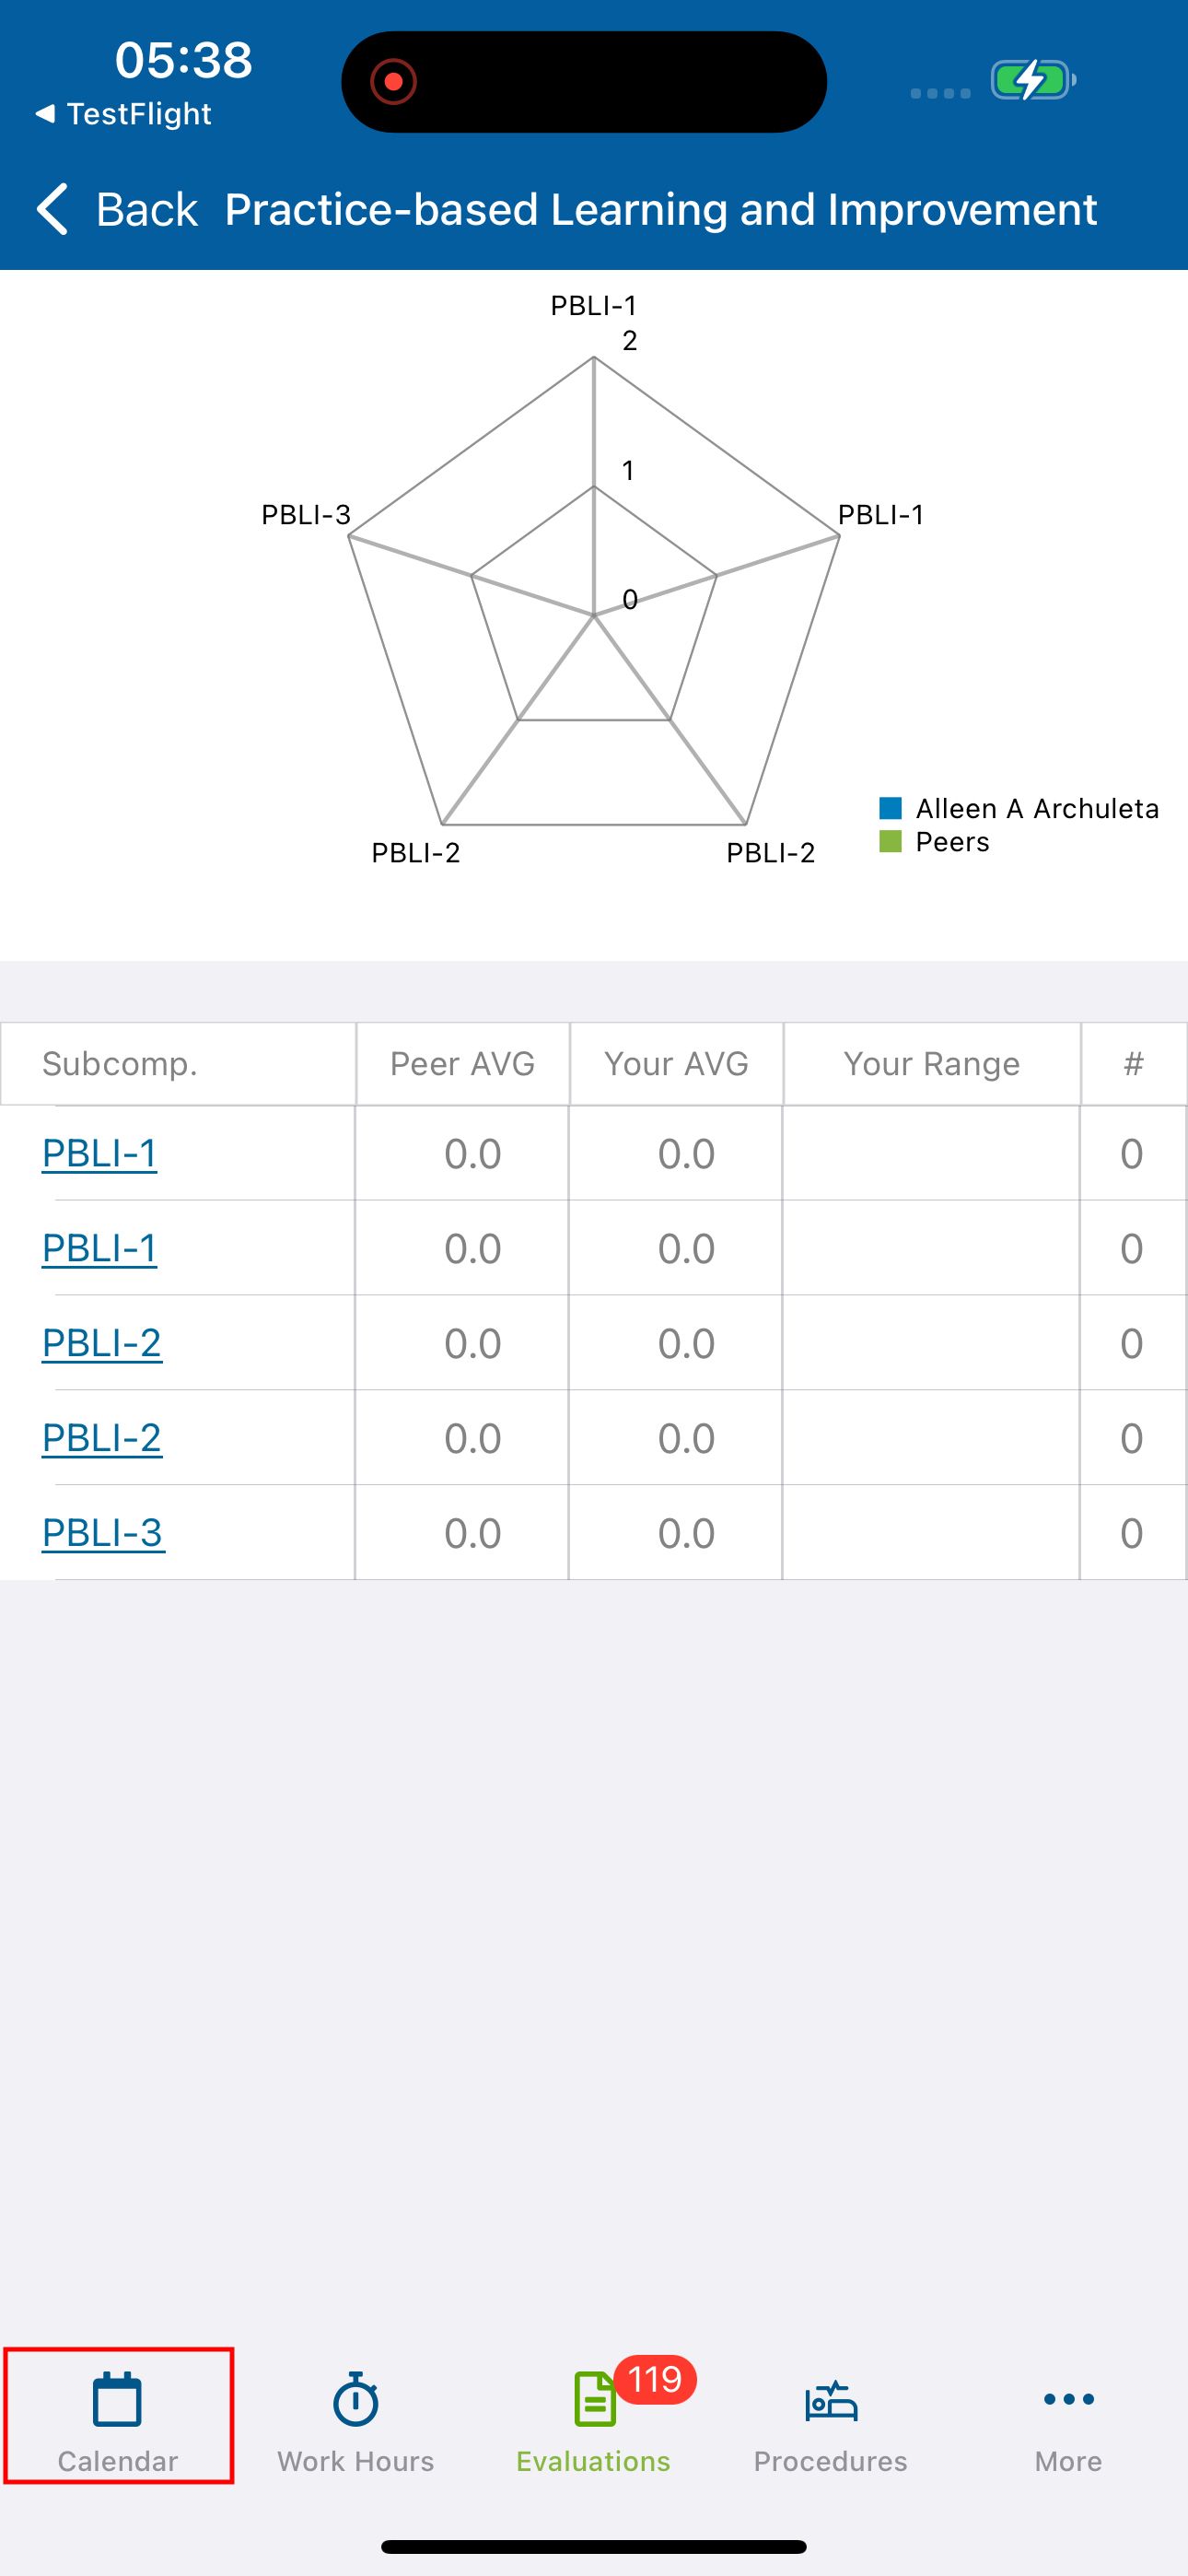 05:38
TestFlight
Back Practice-based Learning and Improvement
PBLI-1
2
1
PBLI-3
PBLI-1
0
Alleen A Archuleta
Peers
PBLI-2
PBLI-2
Subcomp. Peer AVG Your AVG Your Range #
PBLI-1 0.0 0.0 0
PBLI-1 0.0 0.0 0
PBLI-2 0.0 0.0 0
PBLI-2 0.0 0.0 0
PBLI-3 0.0 0.0 0
119
Calendar Work Hours Evaluations Procedures More